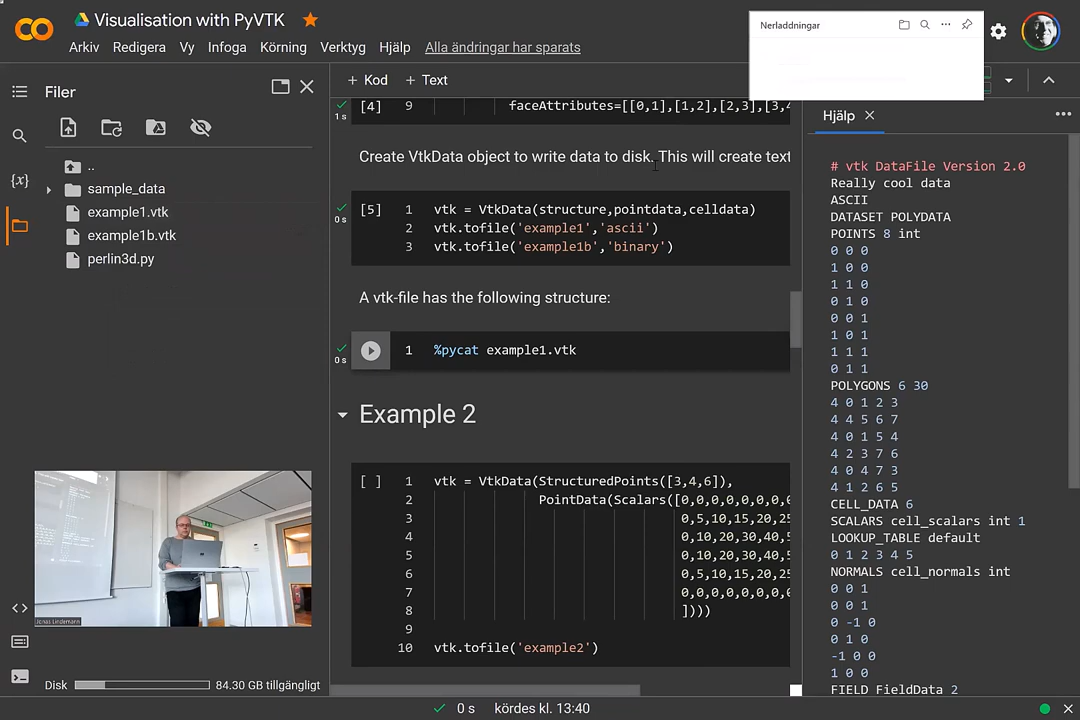 Visualisation with PyVTK
Arkiv Redigera Vy Infoga Körning Verktyg Hjälp Alla ändringar har sparats
Nerladdningar
Filer
..
sample_data
example1.vtk
example1b.vtk
perlin3d.py
{x}
Jonas Lindemann
Disk 84.30 GB tillgängligt
+ Kod + Text
[4] 9 faceAttributes=[[0,1],[1,2],[2,3],[3,4
1s
Create VtkData object to write data to disk. This will create text
[5] 1 vtk = VtkData(structure,pointdata,celldata)
0s
2 vtk.tofile('example1','ascii')
3 vtk.tofile('example1b','binary')
A vtk-file has the following structure:
1 %pycat example1.vtk
0s
Example 2
[ ] 1 vtk = VtkData(StructuredPoints([3,4,6]),
2 PointData(Scalars([0,0,0,0,0,0,0,0
3 0,5,10,15,20,25
4 0,10,20,30,40,5
5 0,10,20,30,40,5
6 0,5,10,15,20,25
7 0,0,0,0,0,0,0,0
8 ])))
9
10 vtk.tofile('example2')
Hjälp
# vtk DataFile Version 2.0
Really cool data
ASCII
DATASET POLYDATA
POINTS 8 int
0 0 0
1 0 0
1 1 0
0 1 0
0 0 1
1 0 1
1 1 1
0 1 1
POLYGONS 6 30
4 0 1 2 3
4 4 5 6 7
4 0 1 5 4
4 2 3 7 6
4 0 4 7 3
4 1 2 6 5
CELL_DATA 6
SCALARS cell_scalars int 1
LOOKUP_TABLE default
0 1 2 3 4 5
NORMALS cell_normals int
0 0 1
0 0 1
0 -1 0
0 1 0
-1 0 0
1 0 0
FIELD FieldData 2
0 s kördes kl. 13:40